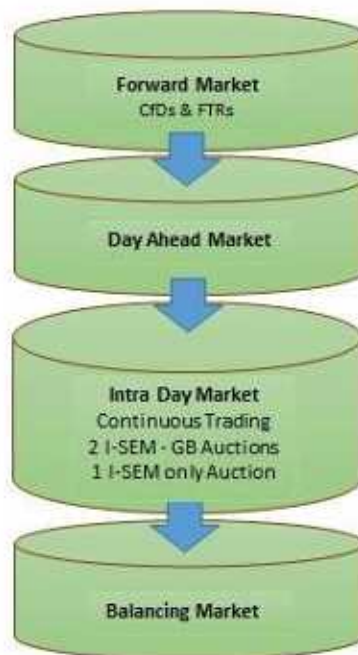 Forward Market
CfDs & FTRs
Day Ahead Market
Intra Day Market
Continuous Trading
2 I-SEM - GB Auctions
1 I-SEM only Auction
Balancing Market